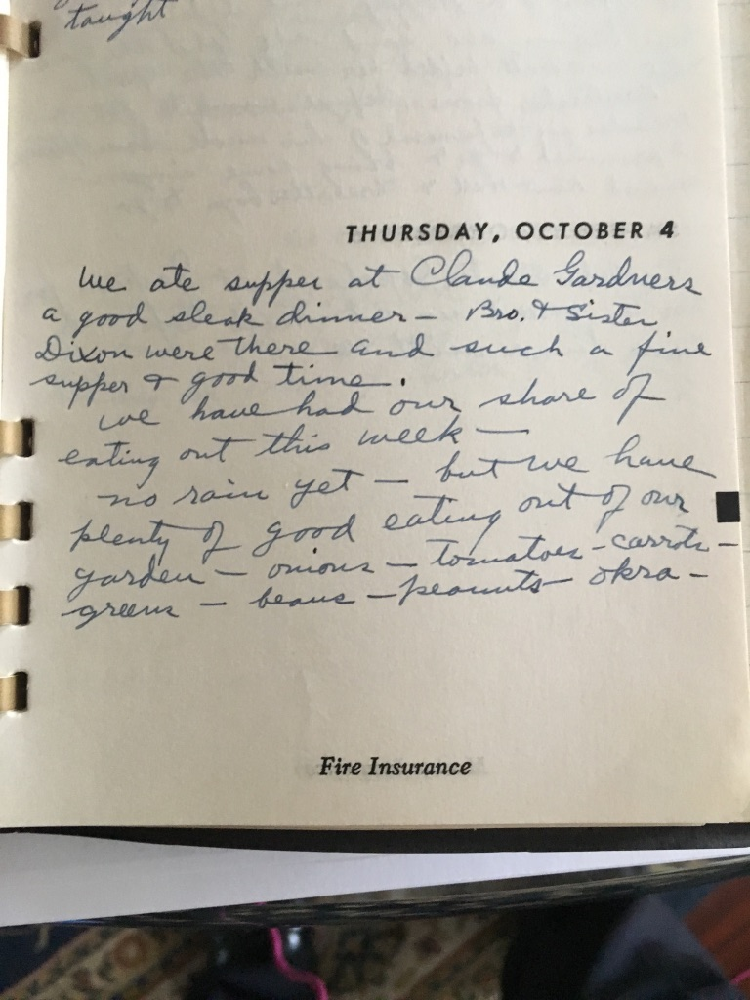 taught
THURSDAY, OCTOBER 4
We ate supper at Claude Gardners
a good steak dinner - Bro. & Sister
Dixon were there and such a fine
supper & good time.
we have had our share of
eating out this week -
no rain yet - but we have
plenty of good eating out of our
garden - onions - tomatoes - carrots -
greens - beans - peanuts - okra -
Fire Insurance